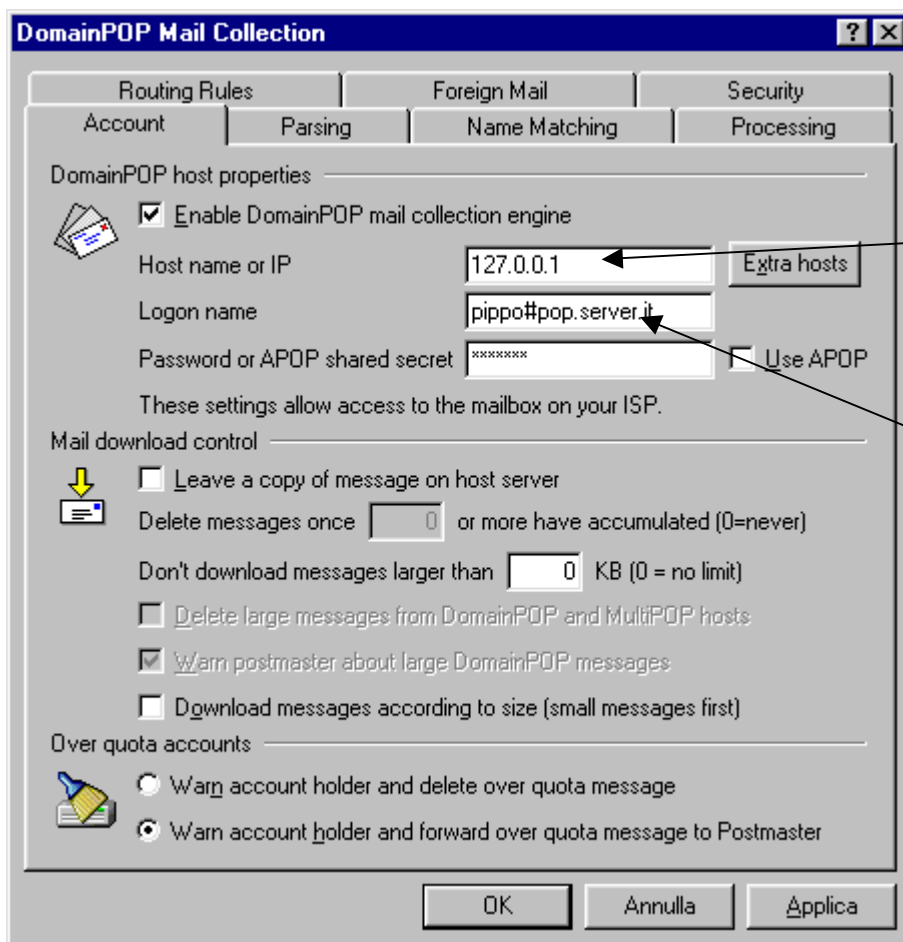 DomainPOP Mail Collection
Routing Rules Foreign Mail Security
Account Parsing Name Matching Processing
DomainPOP host properties
Enable DomainPOP mail collection engine
Host name or IP 127.0.0.1 Extra hosts
Logon name pippo#pop.server.it
Password or APOP shared secret ******* Use APOP
These settings allow access to the mailbox on your ISP.
Mail download control
Leave a copy of message on host server
Delete messages once 0 or more have accumulated (0=never)
Don't download messages larger than 0 KB (0 = no limit)
Delete large messages from DomainPOP and MultiPOP hosts
Warn postmaster about large DomainPOP messages
Download messages according to size (small messages first)
Over quota accounts
Warn account holder and delete over quota message
Warn account holder and forward over quota message to Postmaster
OK Annulla Applica